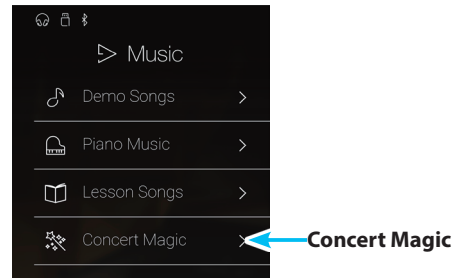 Music
Demo Songs
Piano Music
Lesson Songs
Concert Magic
Concert Magic